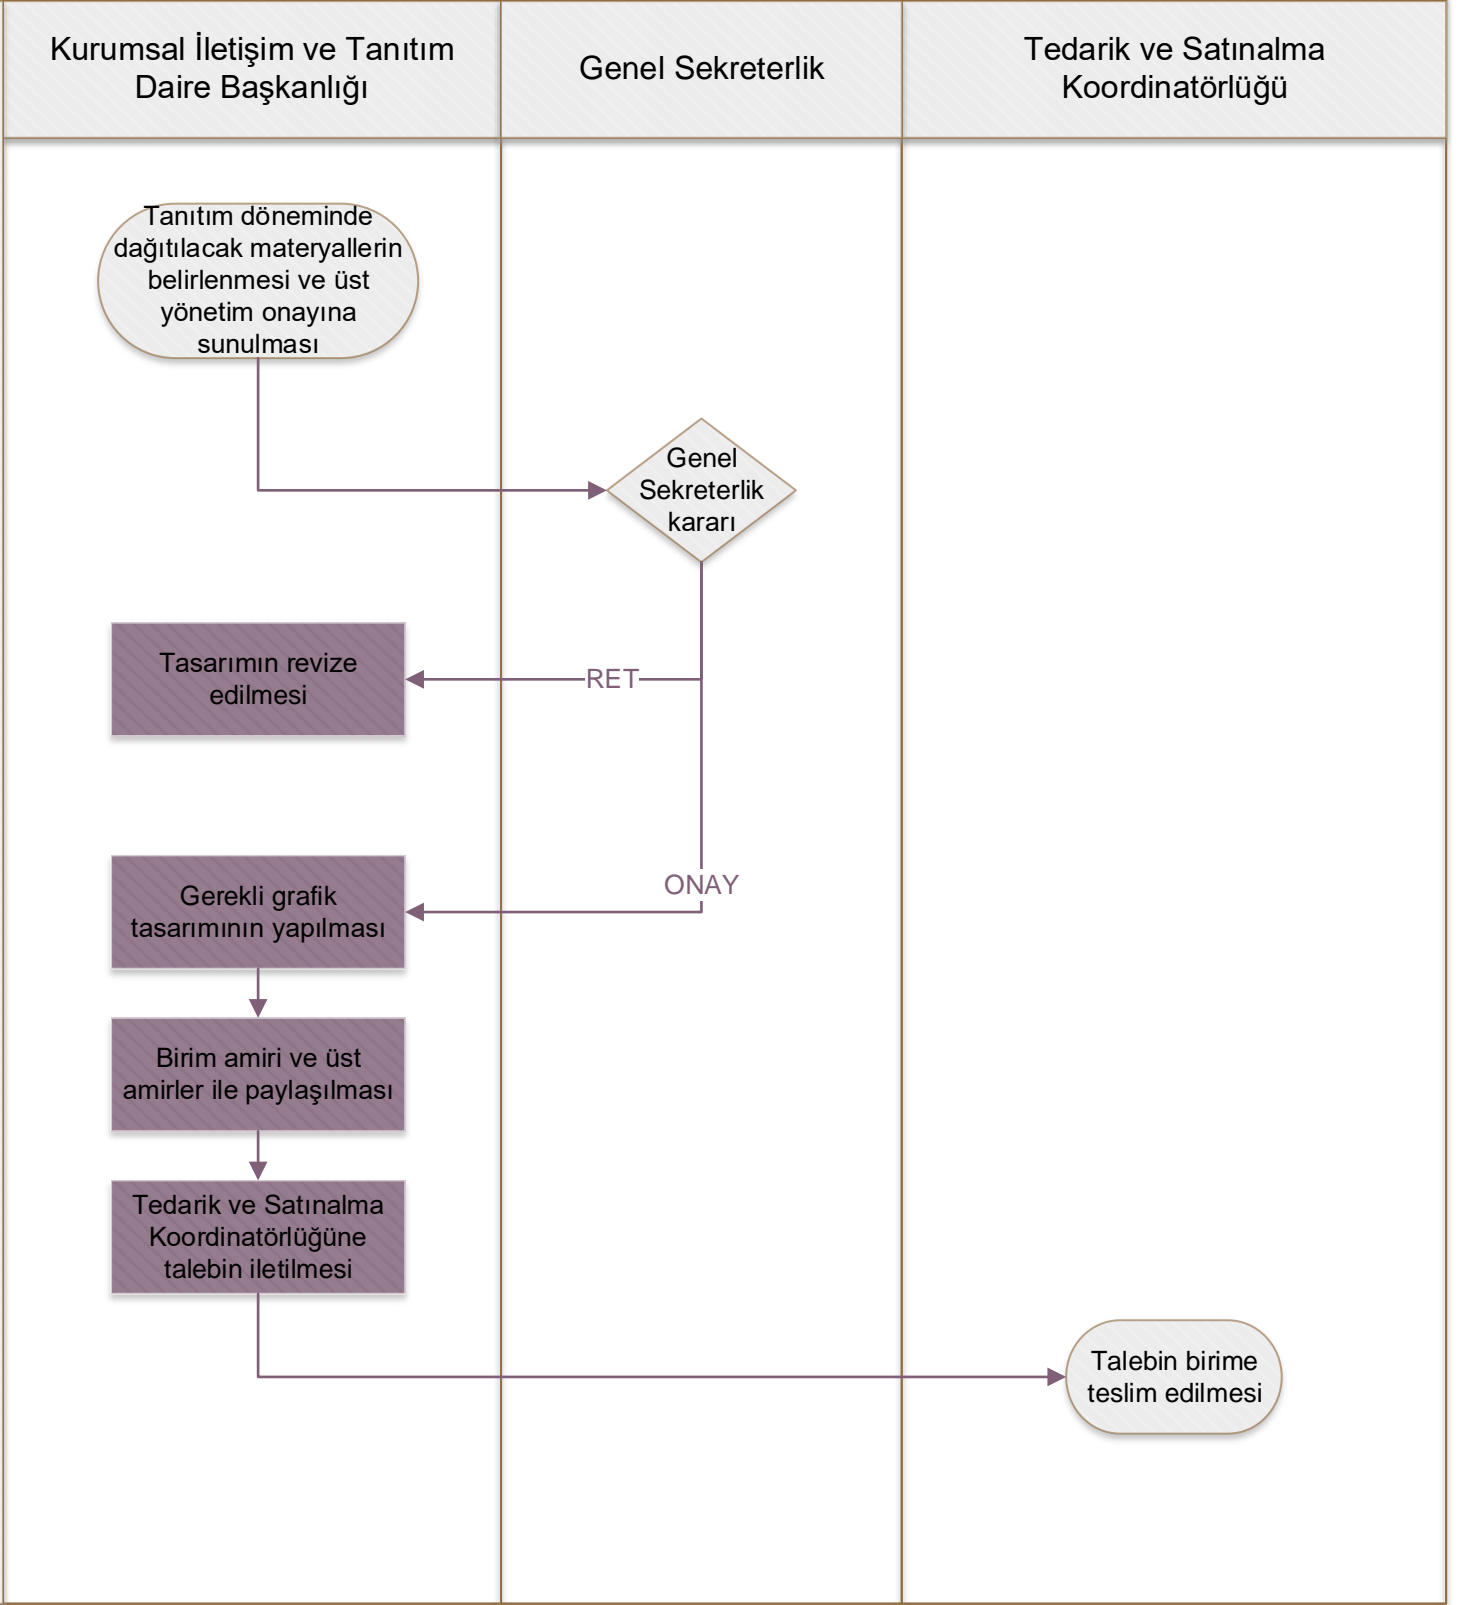 Kurumsal İletişim ve Tanıtım
Daire Başkanlığı
Genel Sekreterlik
Tedarik ve Satınalma
Koordinatörlüğü
Tanıtım döneminde
dağıtılacak materyallerin
belirlenmesi ve üst
yönetim onayına
sunulması
Genel
Sekreterlik
kararı
Tasarımın revize
edilmesi
RET
ONAY
Gerekli grafik
tasarımının yapılması
Birim amiri ve üst
amirler ile paylaşılması
Tedarik ve Satınalma
Koordinatörlüğüne
talebin iletilmesi
Talebin birime
teslim edilmesi